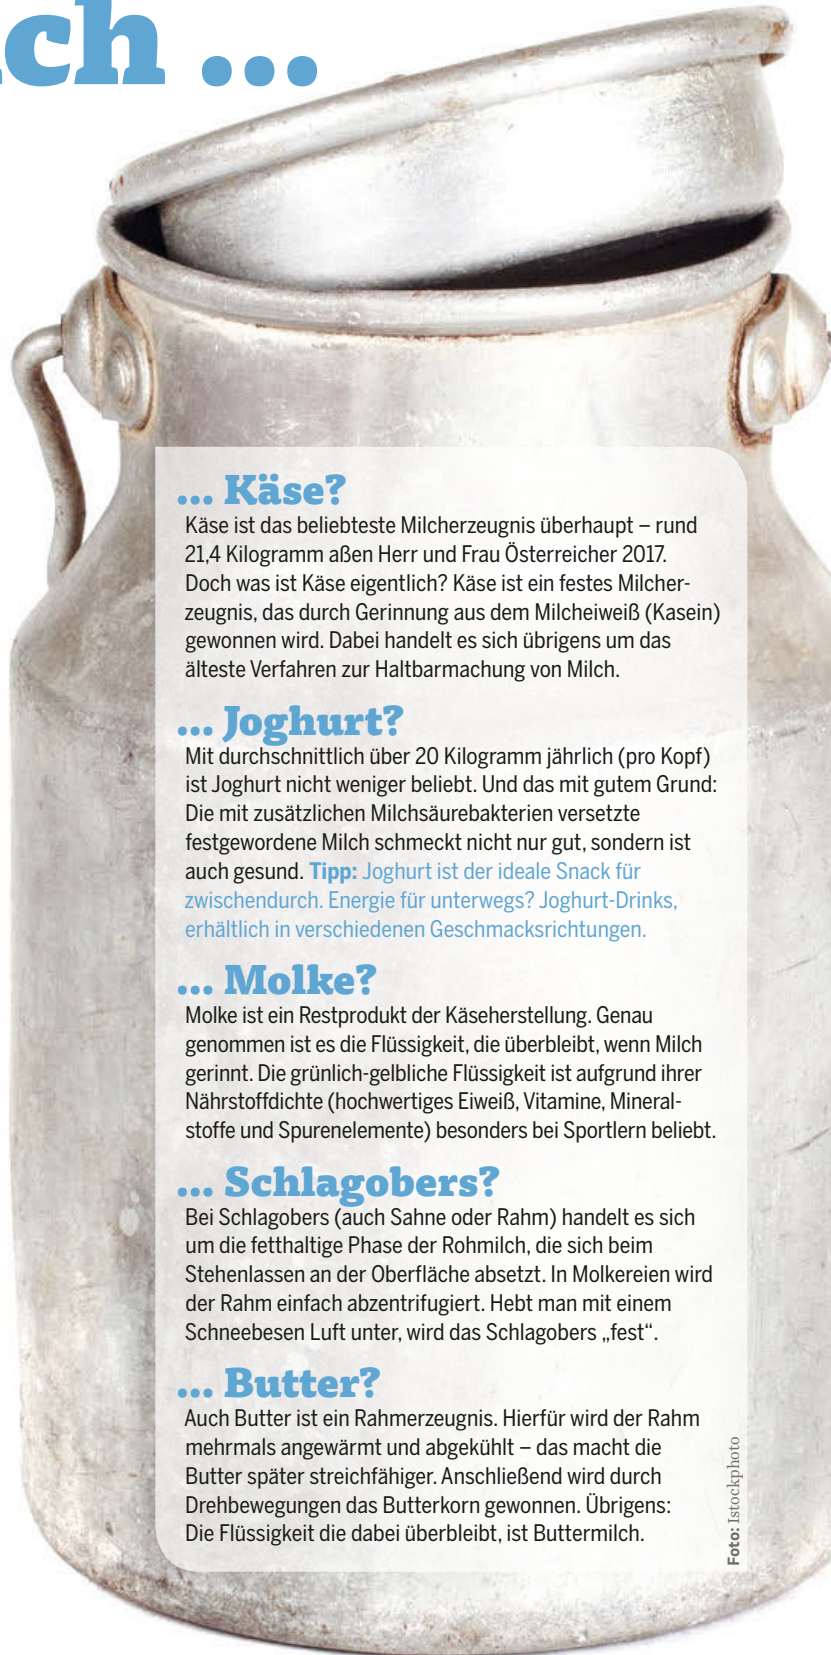 ch ...
... Käse?
Käse ist das beliebteste Milcherzeugnis überhaupt – rund
21,4 Kilogramm aßen Herr und Frau Österreicher 2017.
Doch was ist Käse eigentlich? Käse ist ein festes Milcher-
zeugnis, das durch Gerinnung aus dem Milcheiweiß (Kasein)
gewonnen wird. Dabei handelt es sich übrigens um das
älteste Verfahren zur Haltbarmachung von Milch.
... Joghurt?
Mit durchschnittlich über 20 Kilogramm jährlich (pro Kopf)
ist Joghurt nicht weniger beliebt. Und das mit gutem Grund:
Die mit zusätzlichen Milchsäurebakterien versetzte
festgewordene Milch schmeckt nicht nur gut, sondern ist
auch gesund. Tipp: Joghurt ist der ideale Snack für
zwischendurch. Energie für unterwegs? Joghurt-Drinks,
erhältlich in verschiedenen Geschmacksrichtungen.
... Molke?
Molke ist ein Restprodukt der Käseherstellung. Genau
genommen ist es die Flüssigkeit, die überbleibt, wenn Milch
gerinnt. Die grünlich-gelbliche Flüssigkeit ist aufgrund ihrer
Nährstoffdichte (hochwertiges Eiweiß, Vitamine, Mineral-
stoffe und Spurenelemente) besonders bei Sportlern beliebt.
... Schlagobers?
Bei Schlagobers (auch Sahne oder Rahm) handelt es sich
um die fetthaltige Phase der Rohmilch, die sich beim
Stehenlassen an der Oberfläche absetzt. In Molkereien wird
der Rahm einfach abzentrifugiert. Hebt man mit einem
Schneebesen Luft unter, wird das Schlagobers „fest“.
... Butter?
Auch Butter ist ein Rahmerzeugnis. Hierfür wird der Rahm
mehrmals angewärmt und abgekühlt – das macht die
Butter später streichfähiger. Anschließend wird durch
Drehbewegungen das Butterkorn gewonnen. Übrigens:
Die Flüssigkeit die dabei überbleibt, ist Buttermilch.
Foto: Istockphoto